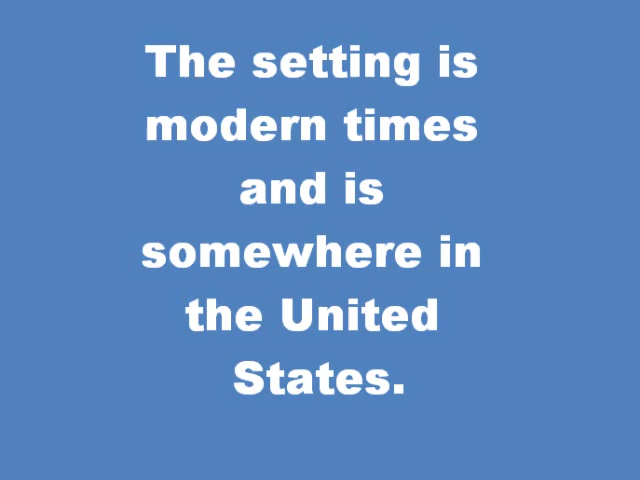 The setting is
modern times
and is
somewhere in
the United
States.